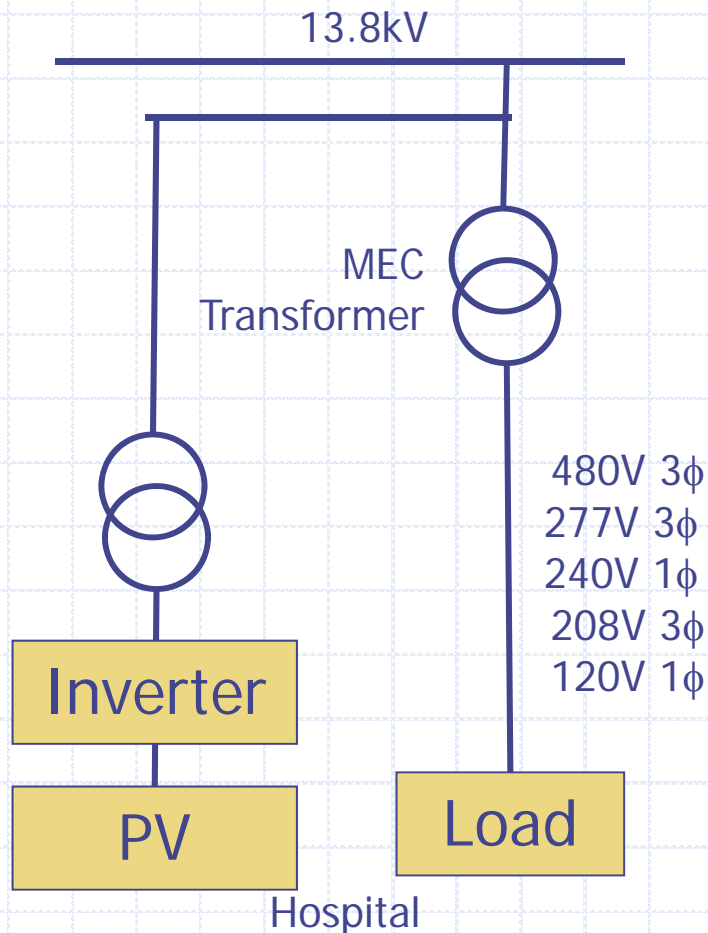 13.8kV
MEC
Transformer
480V 3ϕ
277V 3ϕ
240V 1ϕ
208V 3ϕ
120V 1ϕ
Inverter
PV
Load
Hospital